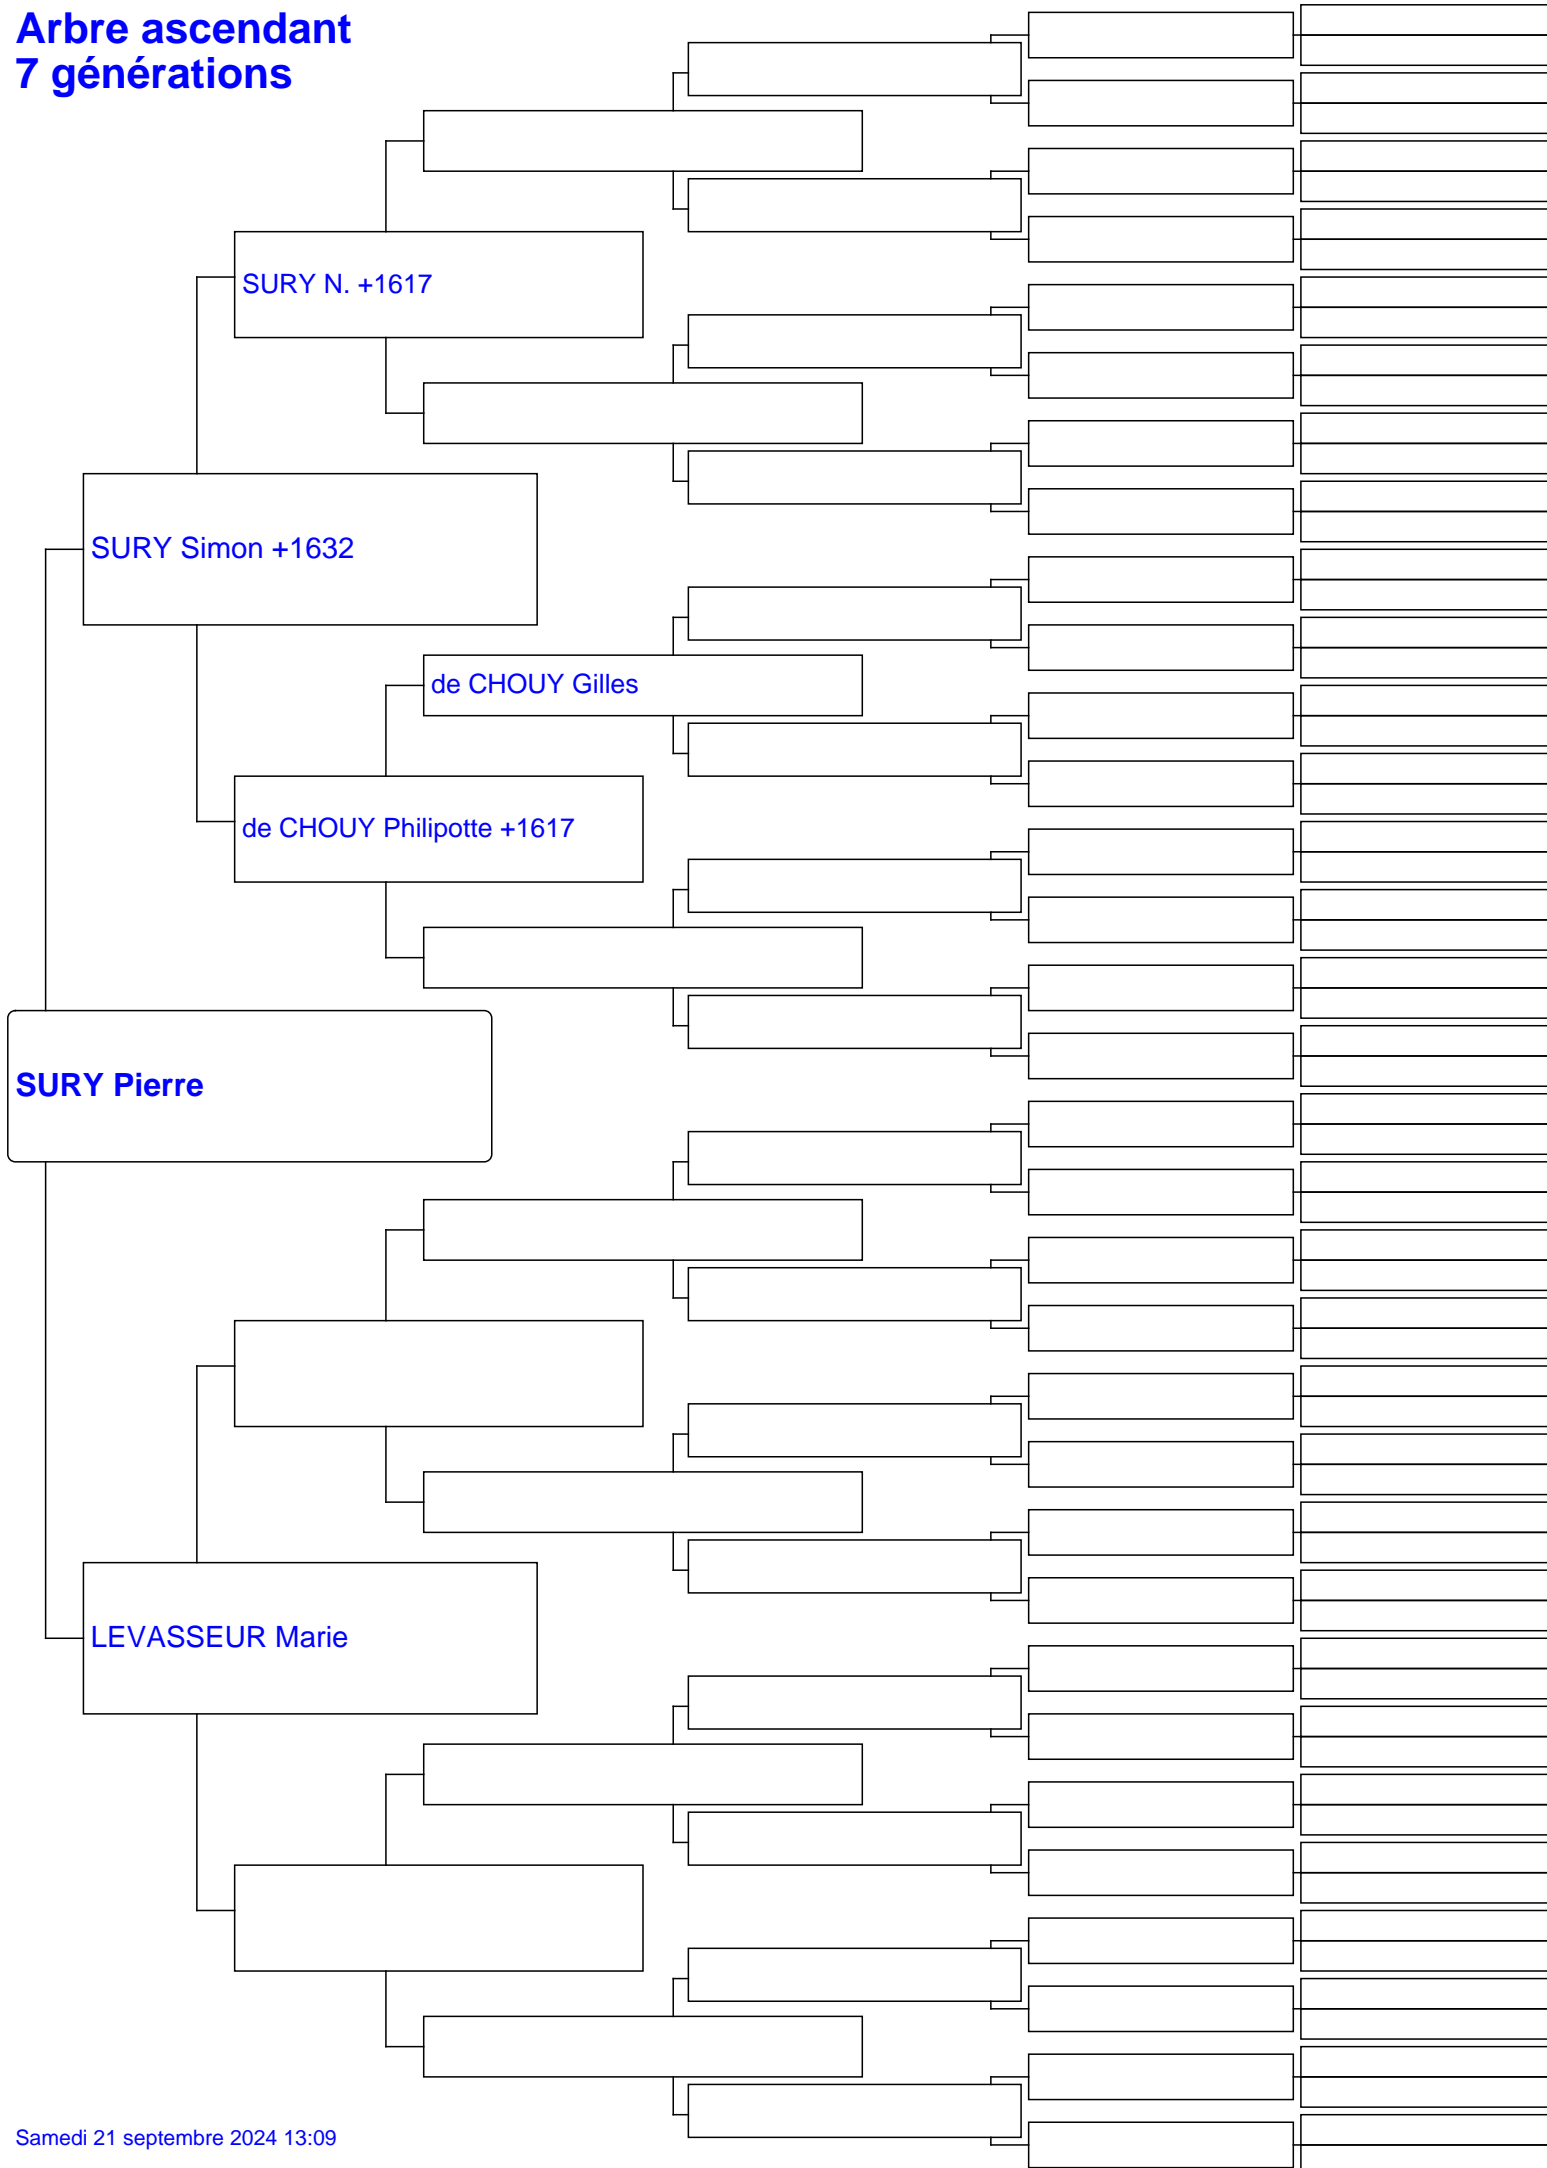 Arbre ascendant
7 générations
SURY N. +1617
SURY Simon +1632
de CHOUY Gilles
de CHOUY Philipotte +1617
SURY Pierre
LEVASSEUR Marie
Samedi 21 septembre 2024 13:09